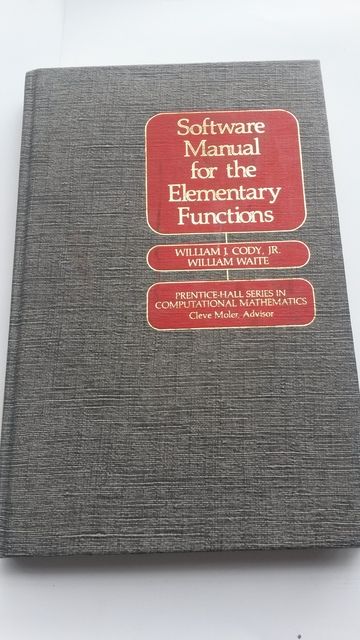 Software
Manual
for the
Elementary
Functions
WILLIAM J. CODY, JR.
WILLIAM WAITE
PRENTICE-HALL SERIES IN
COMPUTATIONAL MATHEMATICS
Cleve Moler, Advisor